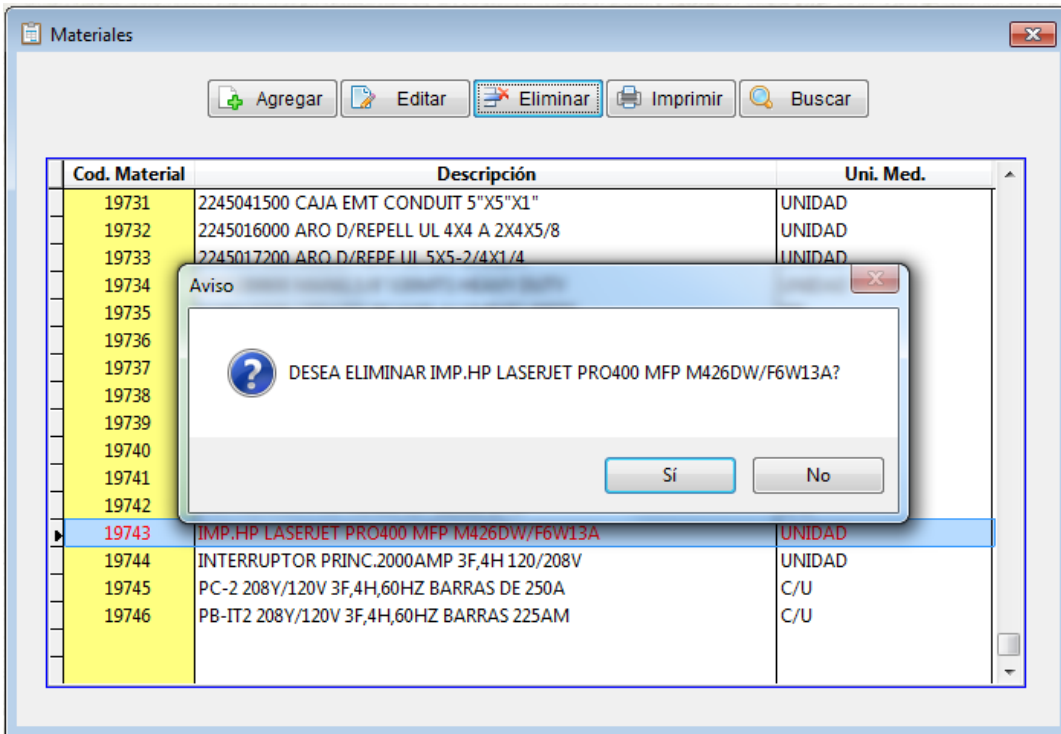 Materiales
Agregar Editar Eliminar Imprimir Buscar
Cod. Material Descripción Uni. Med.
19731 2245041500 CAJA EMT CONDUIT 5"X5"X1" UNIDAD
19732 2245016000 ARO D/REPELL UL 4X4 A 2X4X5/8 UNIDAD
19733 2245017200 ARO D/REPE UL 5X5-2/4X1/4 UNIDAD
19734
19735
19736
19737
19738
19739
19740
19741
19742
Aviso
DESEA ELIMINAR IMP.HP LASERJET PRO400 MFP M426DW/F6W13A?
Sí No
19743 IMP.HP LASERJET PRO400 MFP M426DW/F6W13A UNIDAD
19744 INTERRUPTOR PRINC.2000AMP 3F,4H 120/208V UNIDAD
19745 PC-2 208Y/120V 3F,4H,60HZ BARRAS DE 250A C/U
19746 PB-IT2 208Y/120V 3F,4H,60HZ BARRAS 225AM C/U